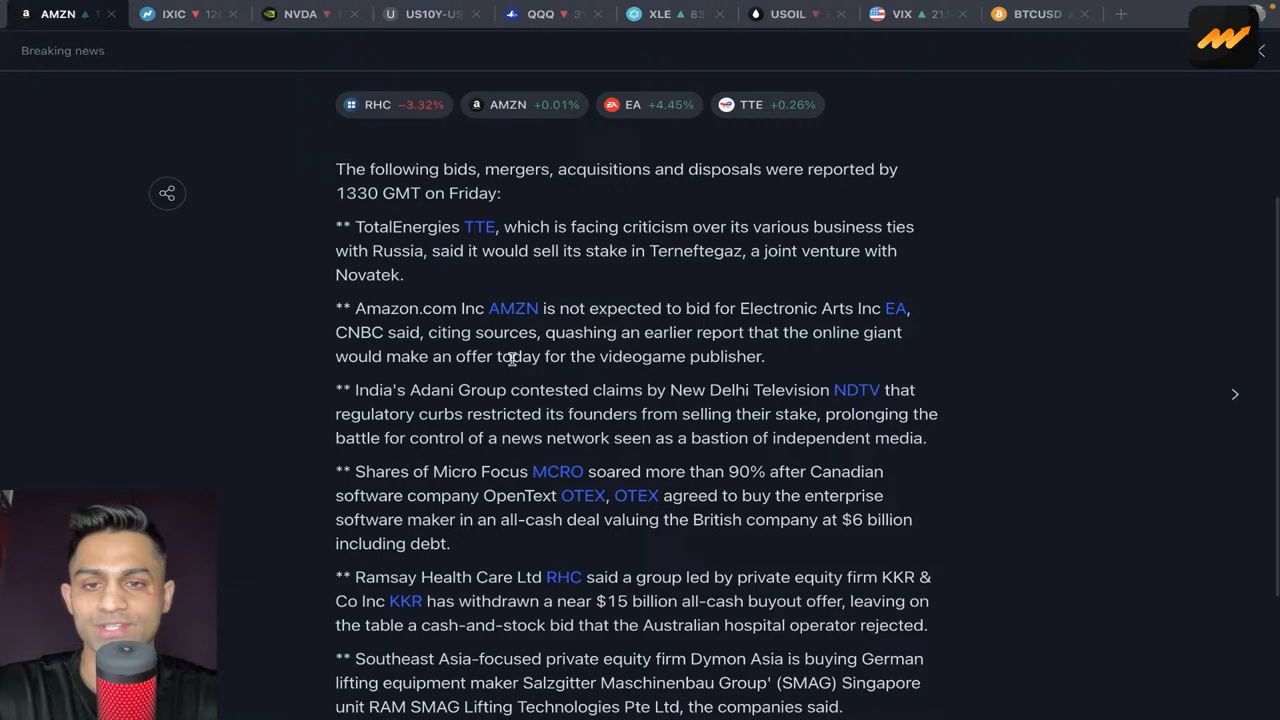 AMZN 1 IXIC 12 NVDA 1 US10Y-US QQQ 3 XLE 83 USOIL VIX 21. BTCUSD
Breaking news
RHC −3.32% AMZN +0.01% EA +4.45% TTE +0.26%
The following bids, mergers, acquisitions and disposals were reported by
1330 GMT on Friday:
** TotalEnergies TTE, which is facing criticism over its various business ties
with Russia, said it would sell its stake in Terneftegaz, a joint venture with
Novatek.
** Amazon.com Inc AMZN is not expected to bid for Electronic Arts Inc EA,
CNBC said, citing sources, quashing an earlier report that the online giant
would make an offer today for the videogame publisher.
** India's Adani Group contested claims by New Delhi Television NDTV that
regulatory curbs restricted its founders from selling their stake, prolonging the
battle for control of a news network seen as a bastion of independent media.
** Shares of Micro Focus MCRO soared more than 90% after Canadian
software company OpenText OTEX, OTEX agreed to buy the enterprise
software maker in an all-cash deal valuing the British company at $6 billion
including debt.
** Ramsay Health Care Ltd RHC said a group led by private equity firm KKR &
Co Inc KKR has withdrawn a near $15 billion all-cash buyout offer, leaving on
the table a cash-and-stock bid that the Australian hospital operator rejected.
** Southeast Asia-focused private equity firm Dymon Asia is buying German
lifting equipment maker Salzgitter Maschinenbau Group' (SMAG) Singapore
unit RAM SMAG Lifting Technologies Pte Ltd, the companies said.